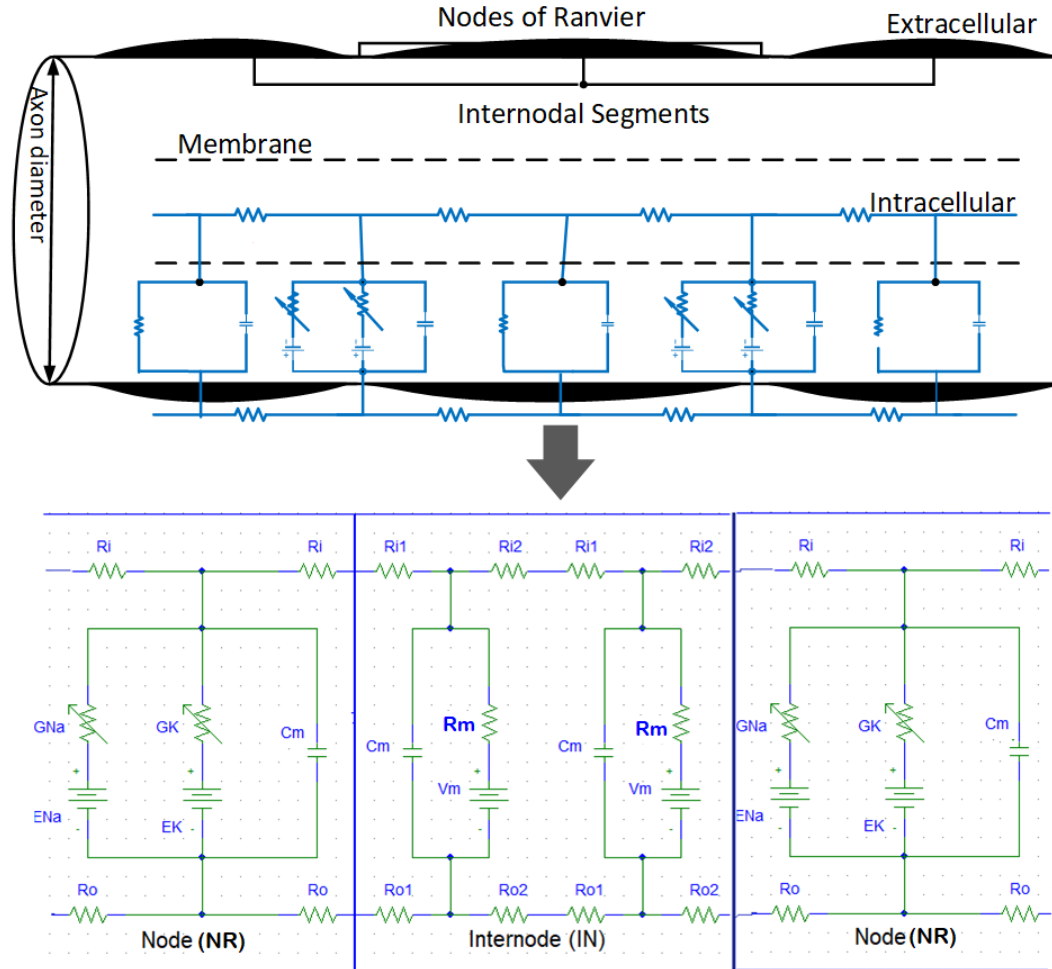 Nodes of Ranvier
Extracellular
Axon diameter
Internodal Segments
Membrane
Intracellular
+
+
+
+
Ri
Ri
Ri1
Ri2
Ri1
Ri2
Ri
Ri
GNa
GK
Cm
Cm
Rm
Cm
Rm
GNa
GK
Cm
+
+
+
+
+
+
Vm
Vm
ENa
EK
ENa
EK
-
-
-
-
-
-
Ro
Ro
Ro1
Ro2
Ro1
Ro2
Ro
Ro
Node (NR)
Internode (IN)
Node (NR)